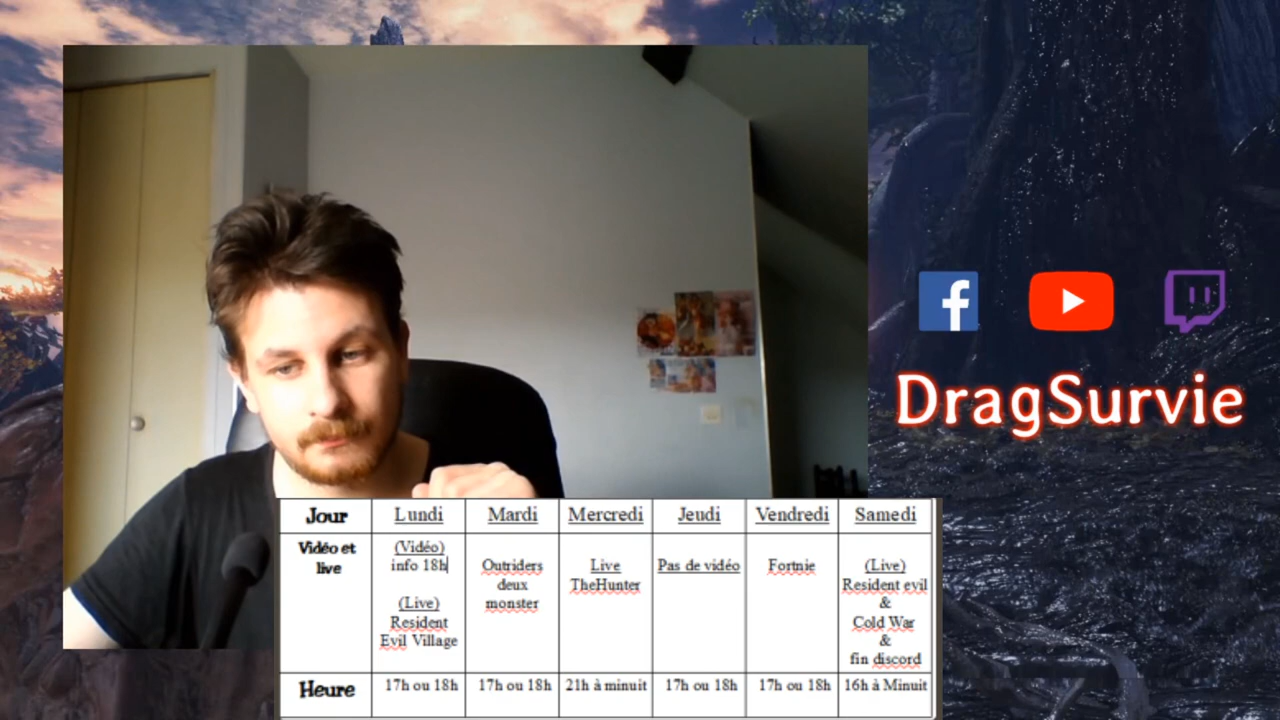 DragSurvie
Jour Lundi Mardi Mercredi Jeudi Vendredi Samedi
Vidéo et
live
(Vidéo)
info 18h
(Live)
Resident
Evil Village
Outriders
deux
monster
Live
TheHunter
Pas de vidéo
Fortnie
(Live)
Resident evil
&
Cold War
&
fin discord
Heure 17h ou 18h 17h ou 18h 21h à minuit 17h ou 18h 17h ou 18h 16h à Minuit